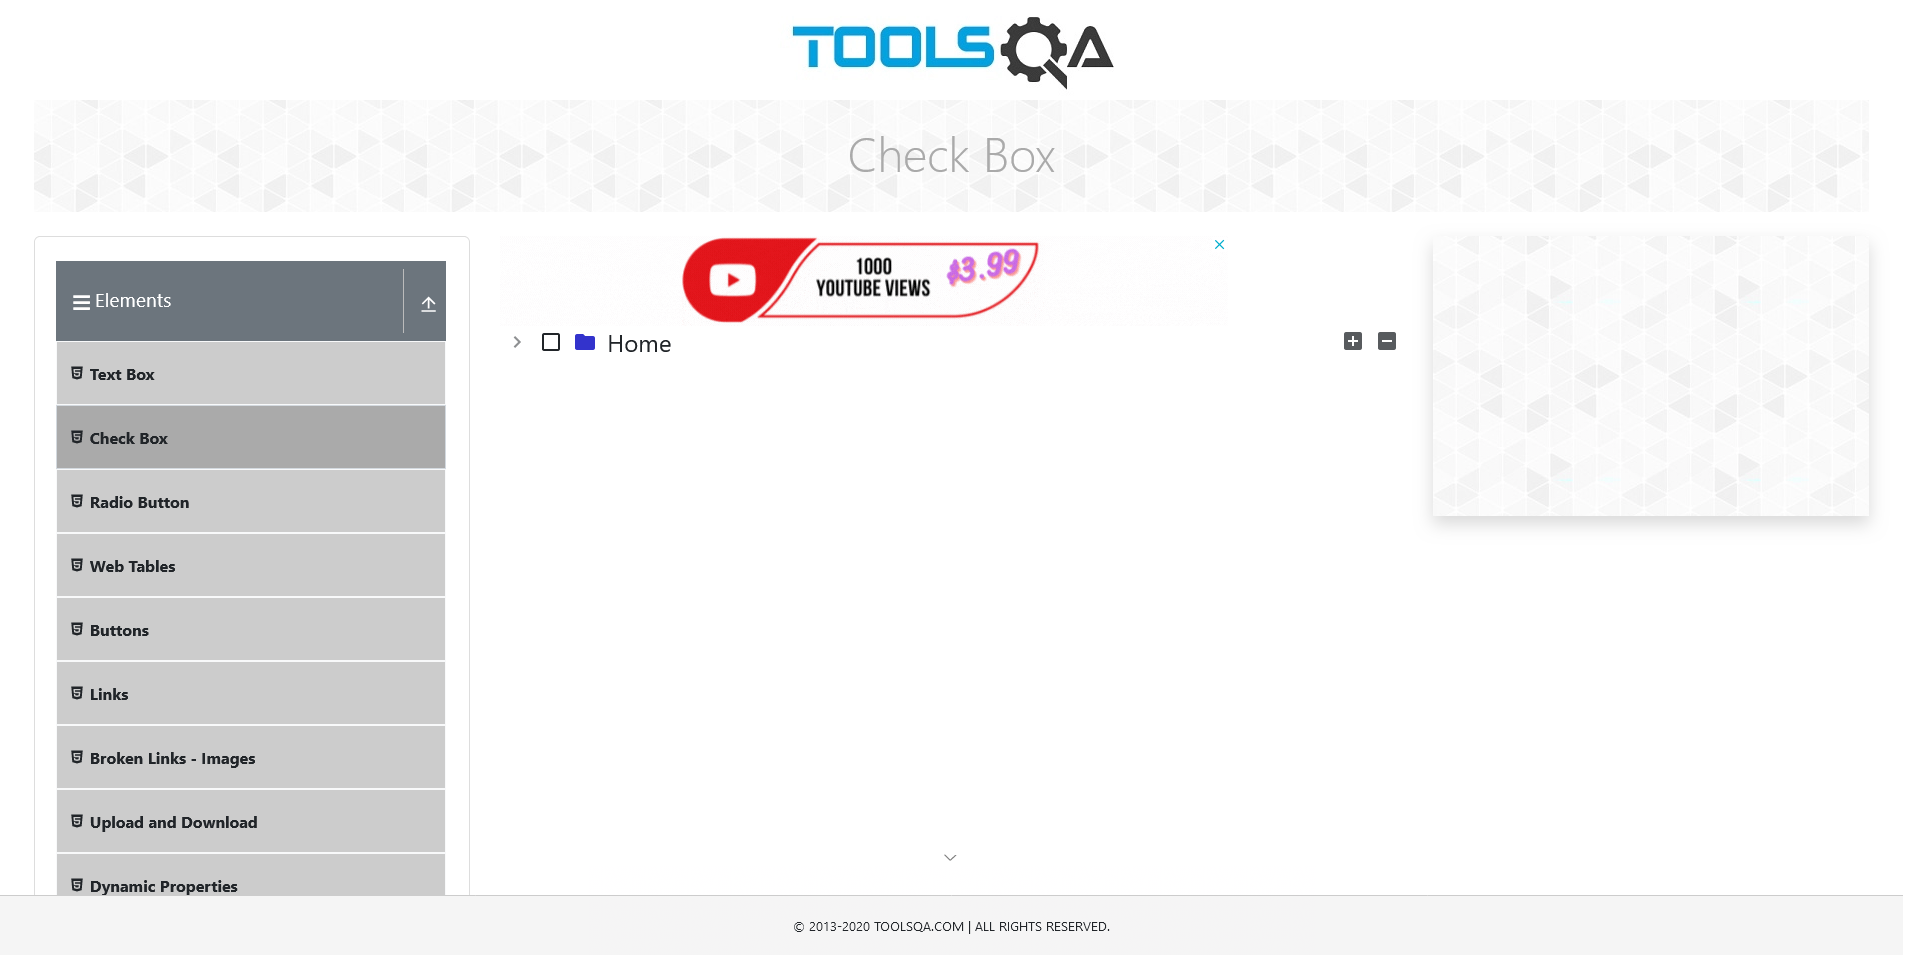 TOOLSQA
Check Box
Elements
Text Box
Check Box
Radio Button
Web Tables
Buttons
Links
Broken Links - Images
Upload and Download
Dynamic Properties
1000
YOUTUBE VIEWS
$3.99
Home
© 2013-2020 TOOLSQA.COM | ALL RIGHTS RESERVED.